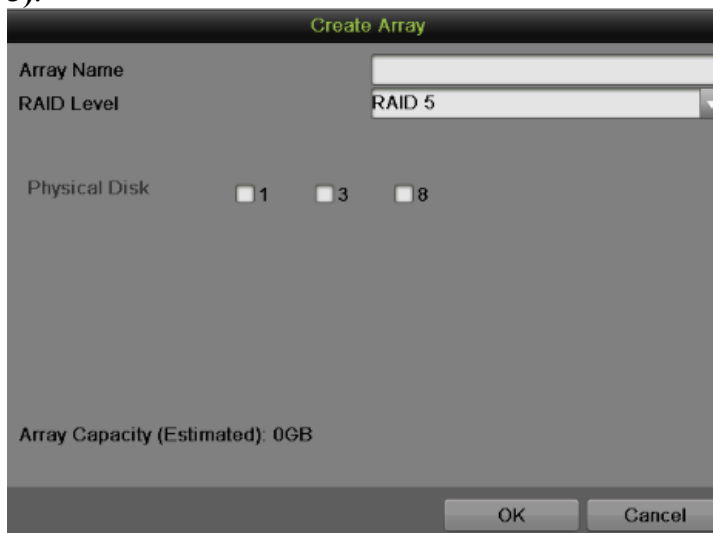 Create Array
Array Name
RAID Level RAID 5
Physical Disk 1 3 8
Array Capacity (Estimated): 0GB
OK Cancel